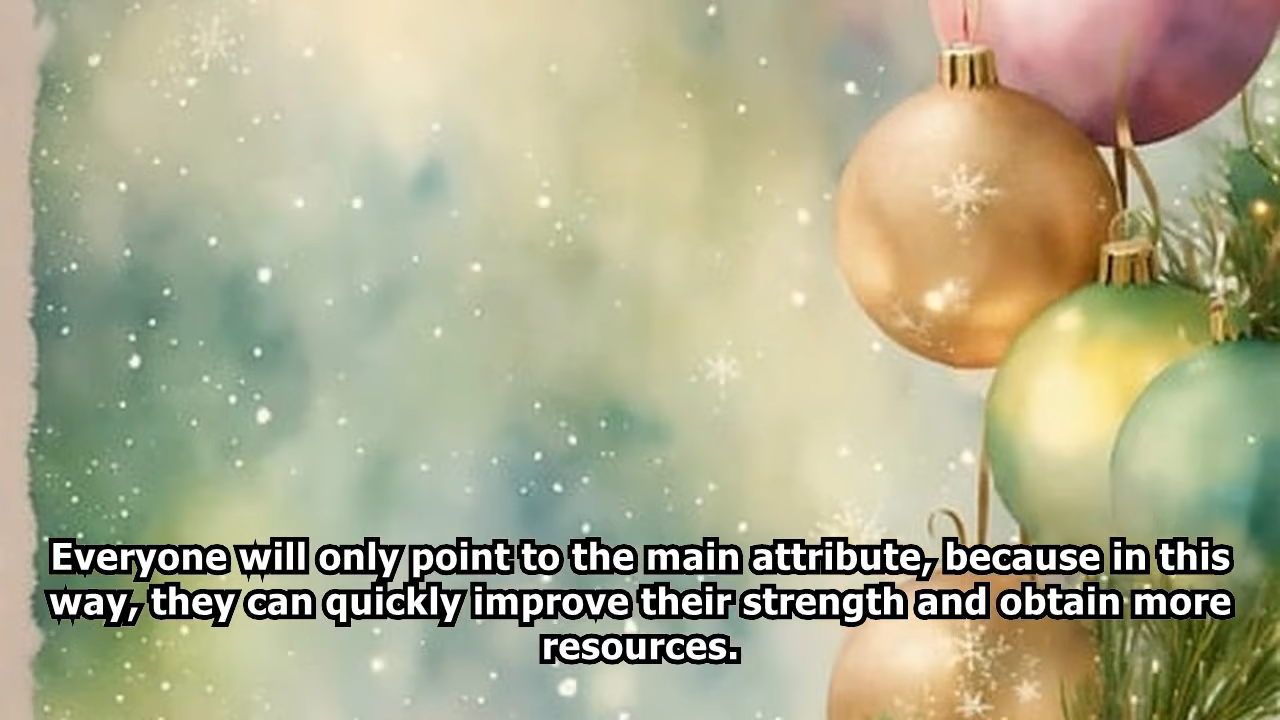 Everyone will only point to the main attribute, because in this
way, they can quickly improve their strength and obtain more
resources.